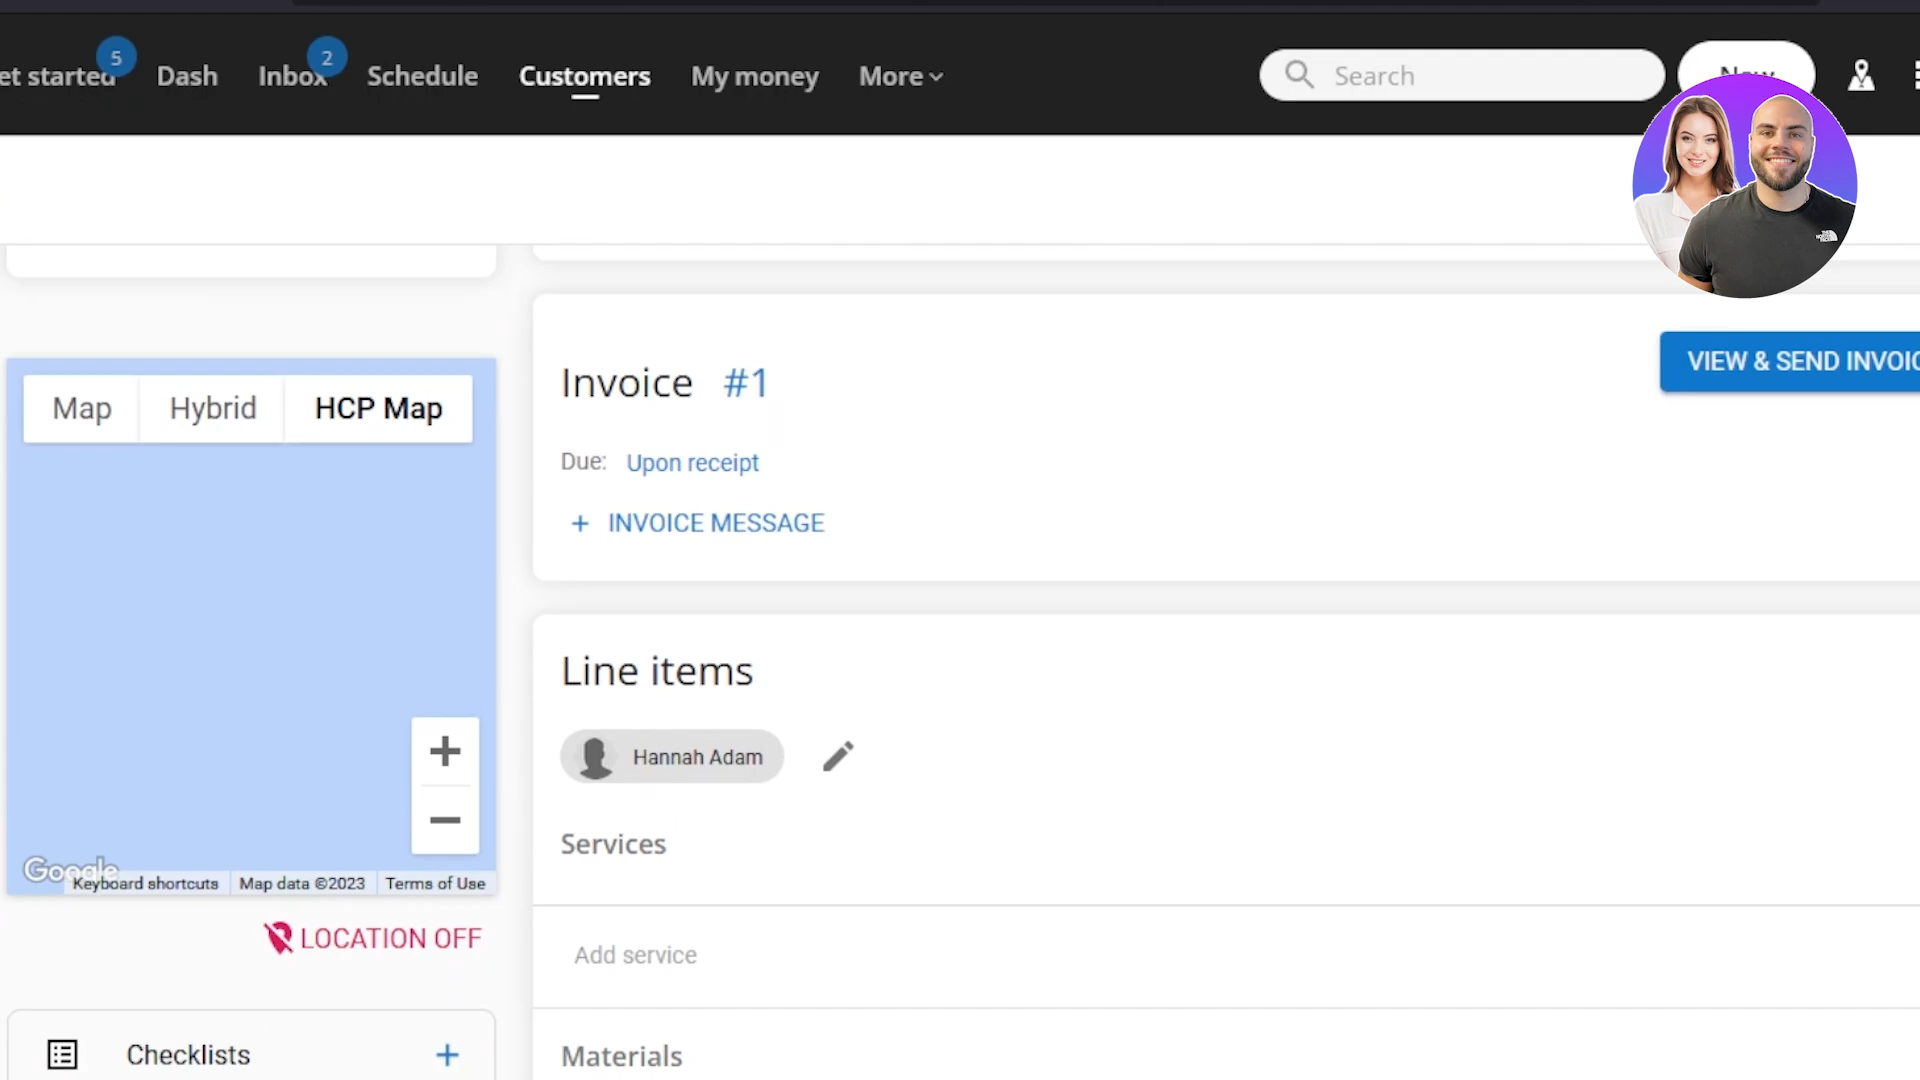 et started 5 Dash Inbox 2 Schedule Customers My money More Search New
Invoice #1
VIEW & SEND INVOIC
Map Hybrid HCP Map
Due: Upon receipt
+ INVOICE MESSAGE
Line items
Hannah Adam
Services
Google
Keyboard shortcuts Map data ©2023 Terms of Use
LOCATION OFF
Add service
Checklists +
Materials